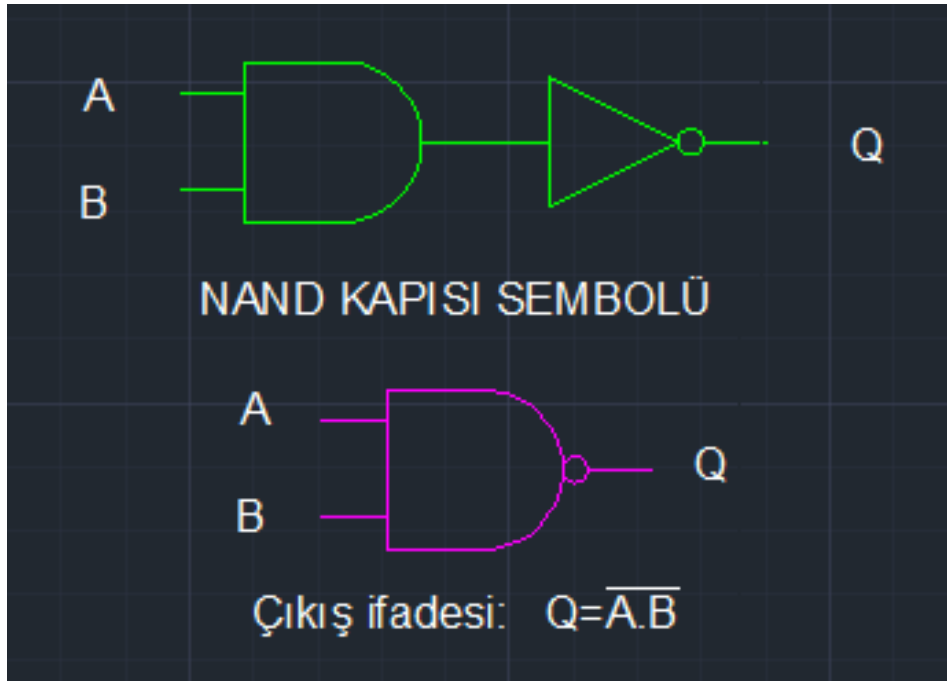 A
B
Q
NAND KAPISI SEMBOLÜ
A
B
Q
Çıkış ifadesi: Q=A̅.̅B̅